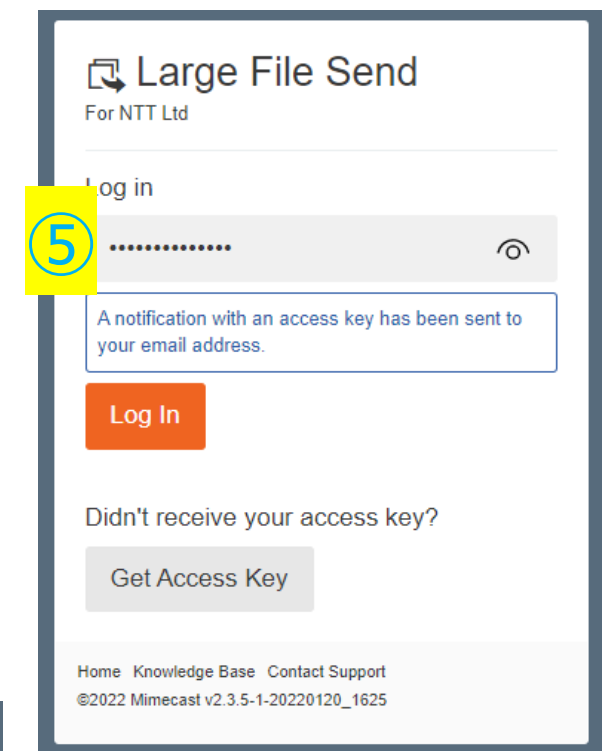 Large File Send
For NTT Ltd
Log in
⑤ ••••••••••••••
A notification with an access key has been sent to
your email address.
Log In
Didn't receive your access key?
Get Access Key
Home Knowledge Base Contact Support
©2022 Mimecast v2.3.5-1-20220120_1625